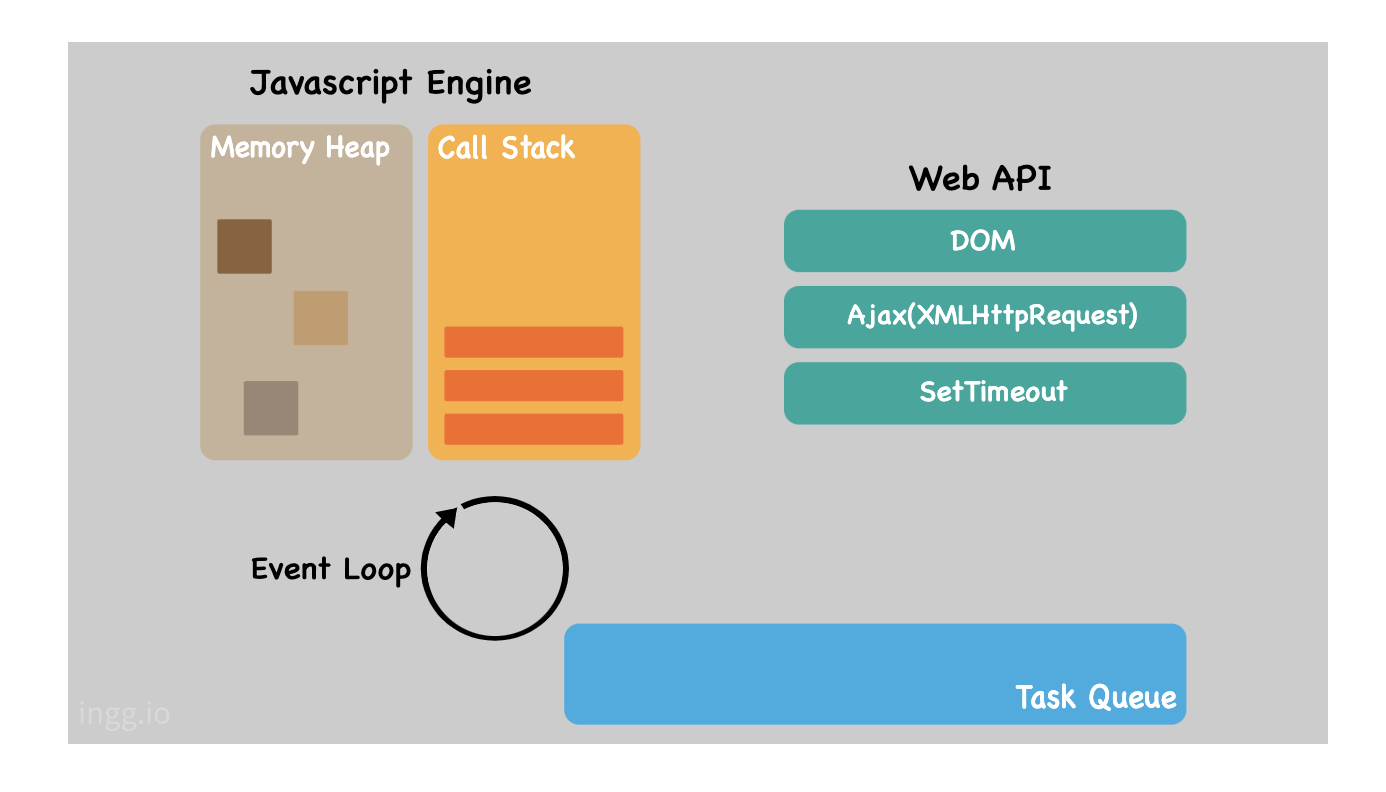 Javascript Engine
Memory Heap
Call Stack
Web API
DOM
Ajax(XMLHttpRequest)
SetTimeout
Event Loop
Task Queue
ingg.io